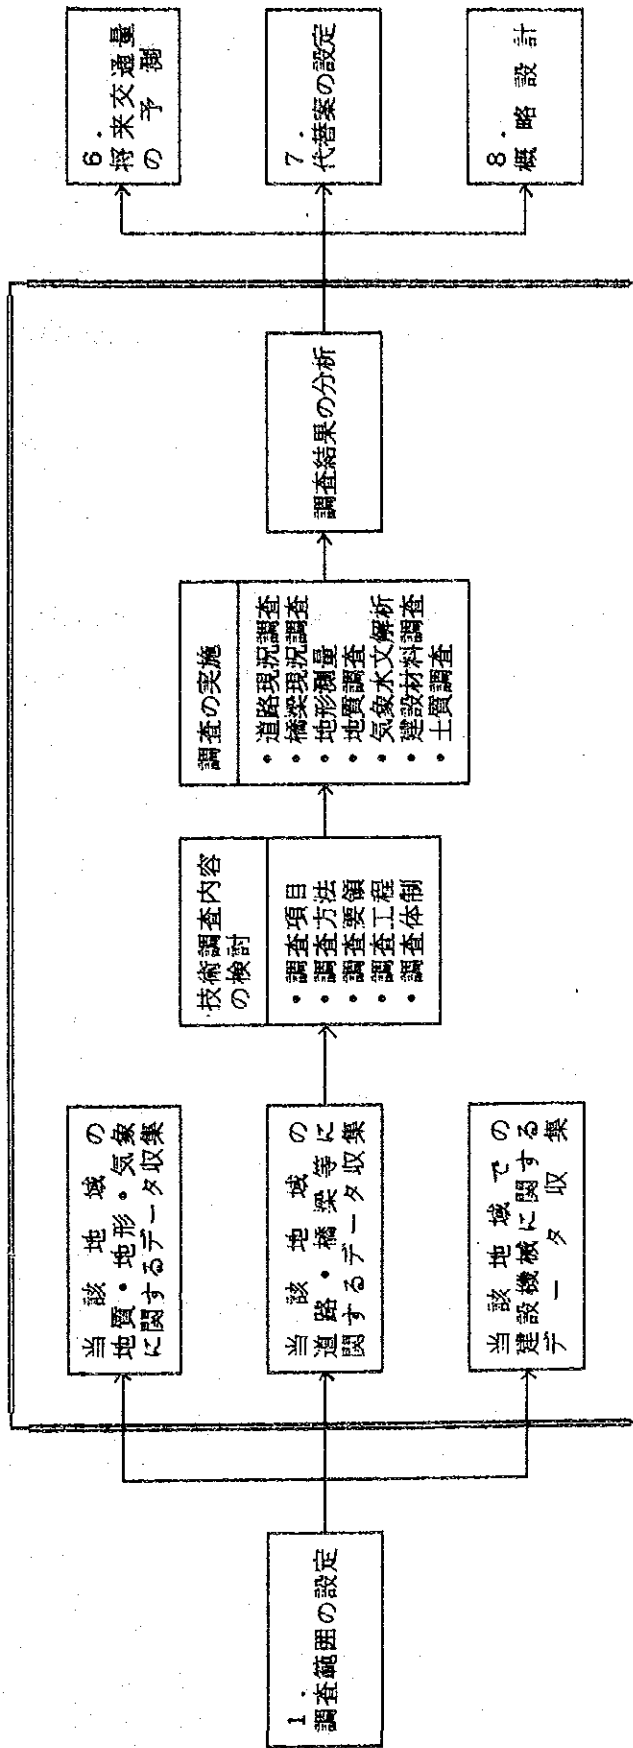 1.
調査範囲の設定
当該地域の
地質・地形・気象
に関するデータ収集
当該地域の
道路・橋梁等に
関するデータ収集
当該地域での
建設機械に関する
データ収集
技術調査内容
の検討
・調査項目
・調査方法
・調査要領
・調査工程
・調査体制
調査の実施
・道路現況調査
・橋梁現況調査
・地形測量
・地質調査
・気象水文解析
・建設材料調査
・土質調査
調査結果の分析
6.
将来交通量
の予測
7.
代替案の設定
8.
概略設計